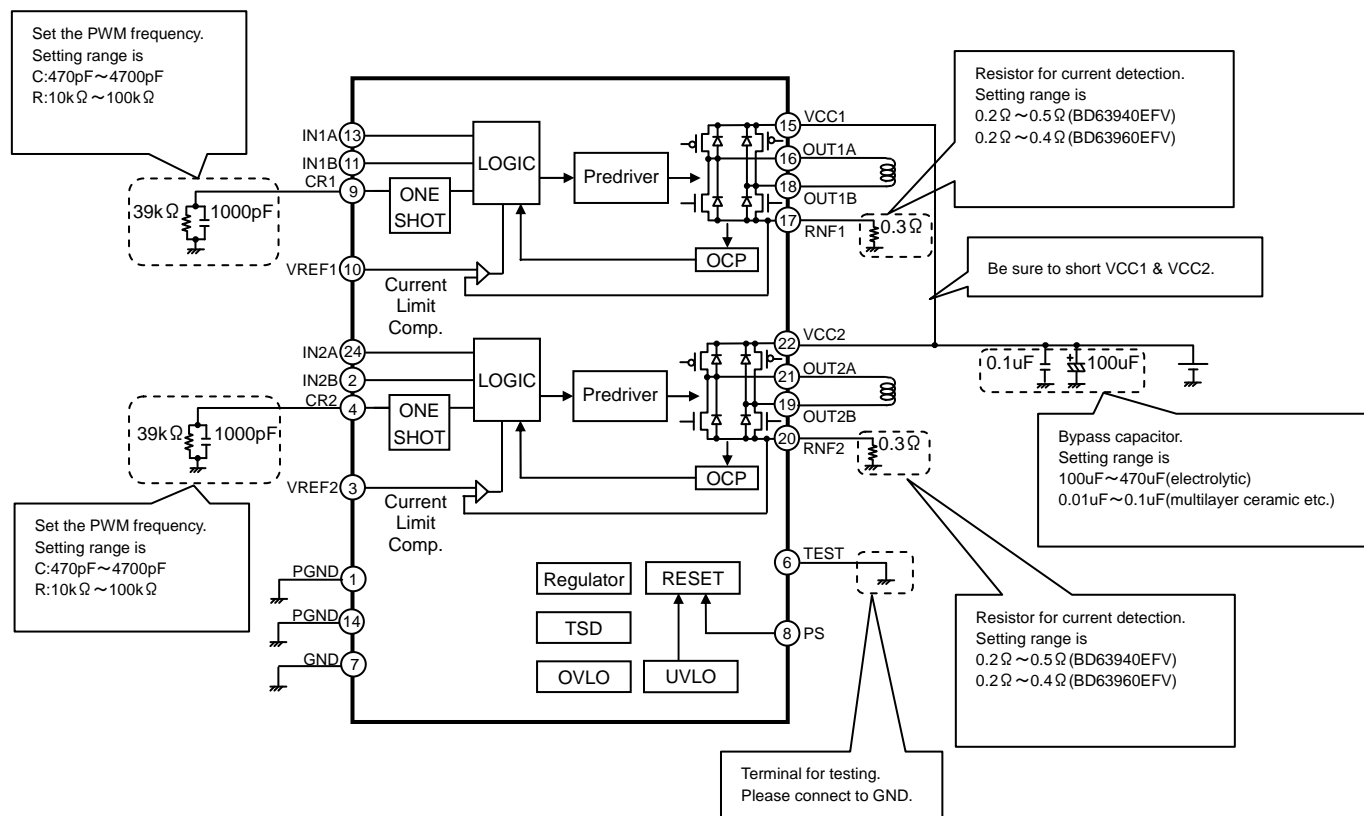 Set the PWM frequency.
Setting range is
C:470pF～4700pF
R:10kΩ～100kΩ
Resistor for current detection.
Setting range is
0.2Ω～0.5Ω(BD63940EFV)
0.2Ω～0.4Ω(BD63960EFV)
IN1A 13
IN1B 11
CR1 9
39kΩ
1000pF
ONE
SHOT
LOGIC
Predriver
15 VCC1
16 OUT1A
18
OUT1B
17
RNF1
0.3Ω
OCP
VREF1 10
Current
Limit
Comp.
Be sure to short VCC1 & VCC2.
IN2A
24
IN2B 2
CR2
4
39kΩ
1000pF
ONE
SHOT
LOGIC
Predriver
VCC2
22
21 OUT2A
19
OUT2B
20
RNF2
0.3Ω
OCP
VREF2 3
Current
Limit
Comp.
0.1uF
+
100uF
Bypass capacitor.
Setting range is
100uF～470uF(electrolytic)
0.01uF～0.1uF(multilayer ceramic etc.)
Set the PWM frequency.
Setting range is
C:470pF～4700pF
R:10kΩ～100kΩ
PGND
1
PGND
14
GND
7
Regulator
RESET
TSD
OVLO
UVLO
TEST
6
8 PS
Resistor for current detection.
Setting range is
0.2Ω～0.5Ω(BD63940EFV)
0.2Ω～0.4Ω(BD63960EFV)
Terminal for testing.
Please connect to GND.